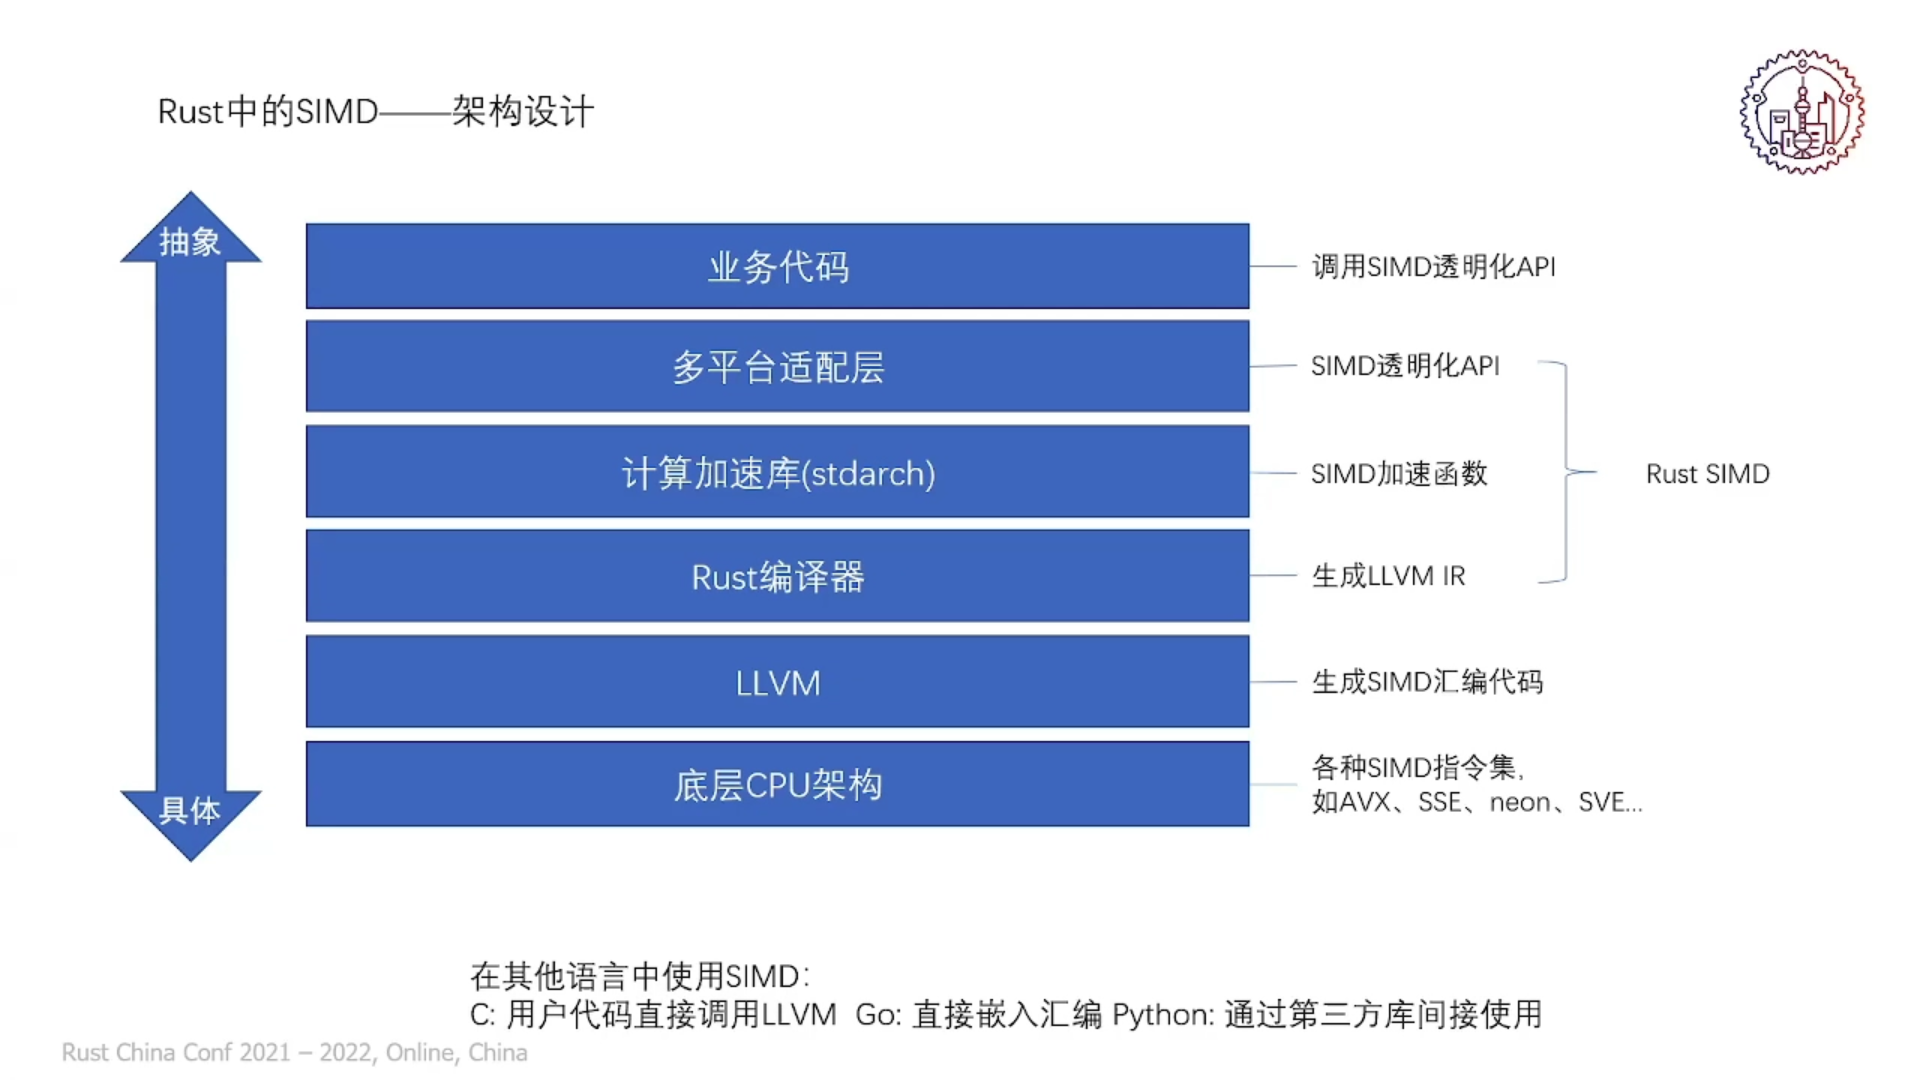 Rust中的SIMD——架构设计
抽象
业务代码
调用SIMD透明化API
多平台适配层
SIMD透明化API
计算加速库(stdarch)
SIMD加速函数
Rust SIMD
Rust编译器
生成LLVM IR
LLVM
生成SIMD汇编代码
具体
底层CPU架构
各种SIMD指令集,
如AVX、SSE、neon、SVE...
在其他语言中使用SIMD:
C: 用户代码直接调用LLVM Go: 直接嵌入汇编 Python: 通过第三方库间接使用
Rust China Conf 2021 – 2022, Online, China